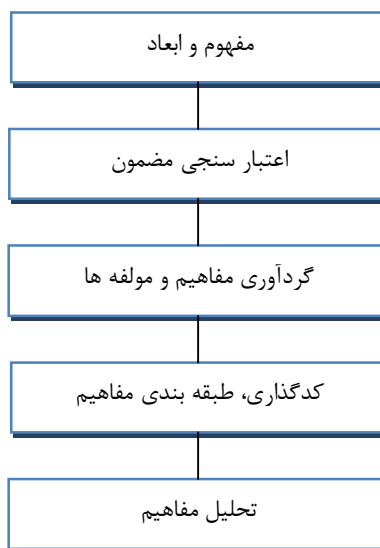 مفهوم و ابعاد
اعتبار سنجی مضمون
گردآوری مفاهیم و مولفه ها
کدگذاری، طبقه بندی مفاهیم
تحلیل مفاهیم